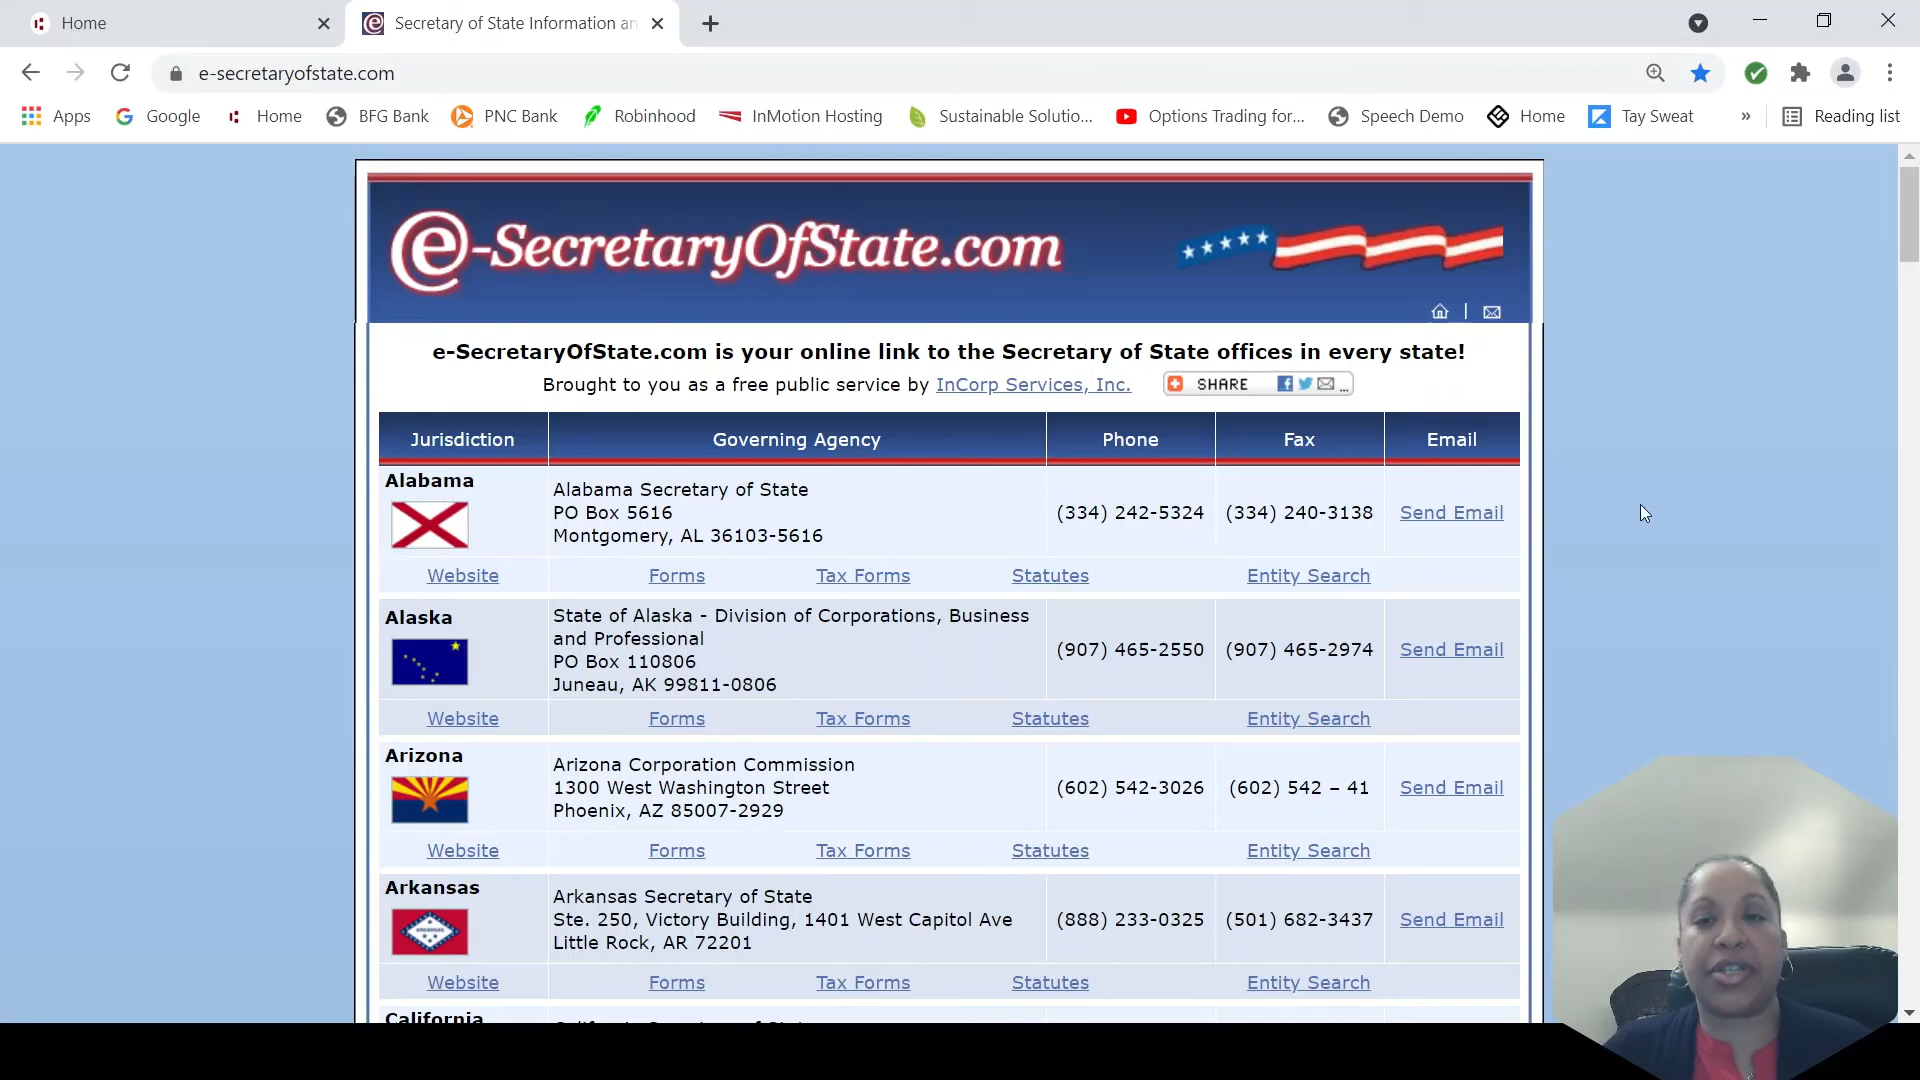 Home
Secretary of State Information an
e-secretaryofstate.com
Apps Google Home BFG Bank PNC Bank Robinhood InMotion Hosting Sustainable Solutio... Options Trading for... Speech Demo Home Tay Sweat » Reading list
e-SecretaryOfState.com
e-SecretaryOfState.com is your online link to the Secretary of State offices in every state!
Brought to you as a free public service by InCorp Services, Inc. SHARE ...
Jurisdiction Governing Agency Phone Fax Email
Alabama
Alabama Secretary of State
PO Box 5616
Montgomery, AL 36103-5616
(334) 242-5324 (334) 240-3138 Send Email
Website Forms Tax Forms Statutes Entity Search
Alaska
State of Alaska - Division of Corporations, Business
and Professional
PO Box 110806
Juneau, AK 99811-0806
(907) 465-2550 (907) 465-2974 Send Email
Website Forms Tax Forms Statutes Entity Search
Arizona
Arizona Corporation Commission
1300 West Washington Street
Phoenix, AZ 85007-2929
(602) 542-3026 (602) 542 – 41 Send Email
Website Forms Tax Forms Statutes Entity Search
Arkansas
ARKANSAS
Arkansas Secretary of State
Ste. 250, Victory Building, 1401 West Capitol Ave
Little Rock, AR 72201
(888) 233-0325 (501) 682-3437 Send Email
Website Forms Tax Forms Statutes Entity Search
California